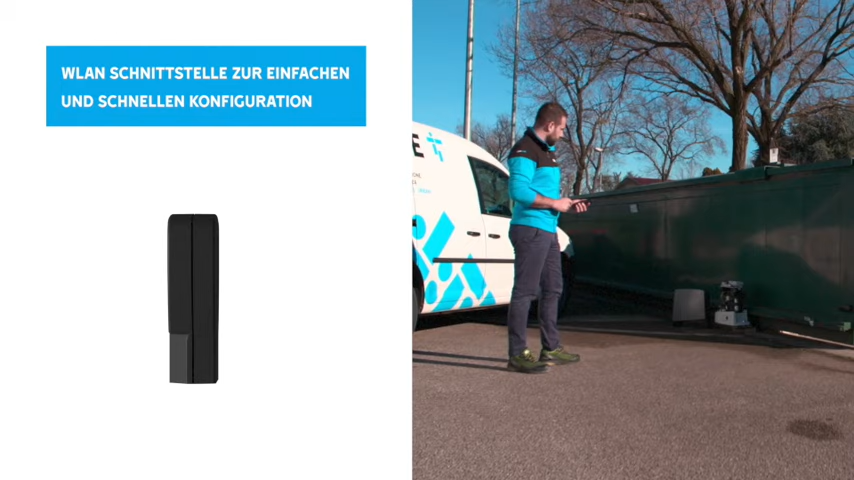 WLAN SCHNITTSTELLE ZUR EINFACHEN
UND SCHNELLEN KONFIGURATION
E